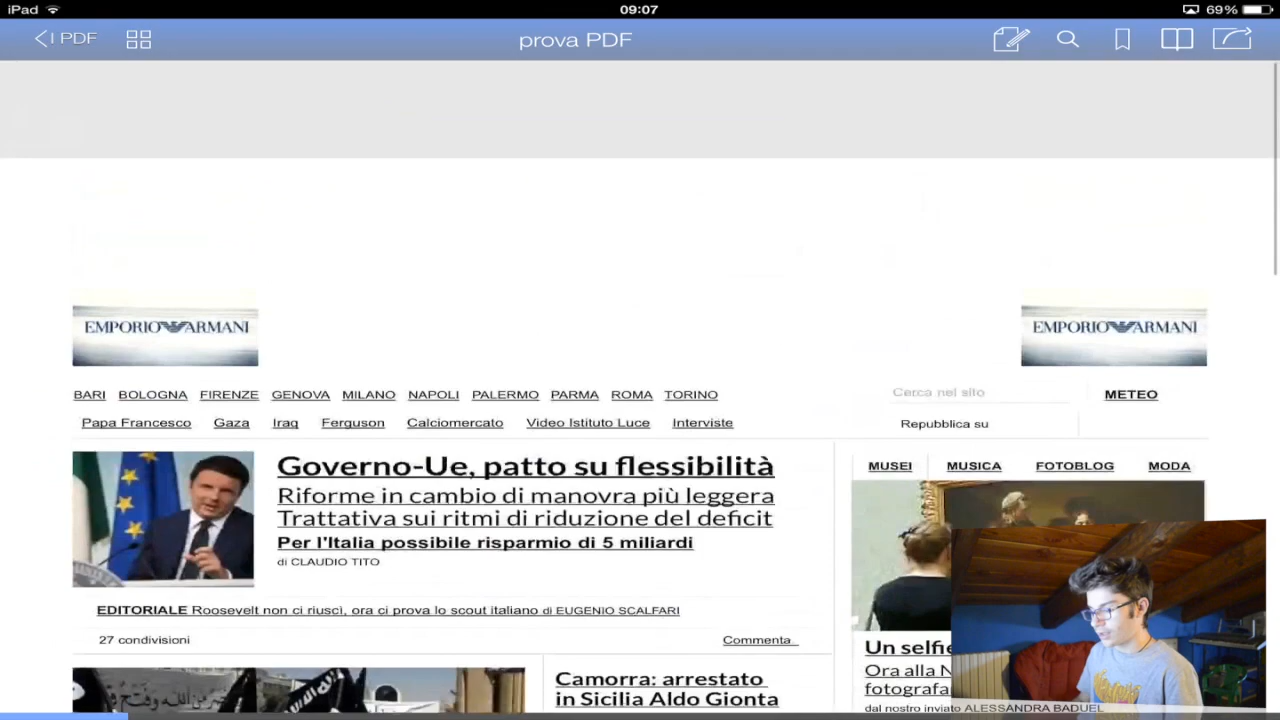 iPad 09:07 69%
I PDF prova PDF
EMPORIO ARMANI EMPORIO ARMANI
BARI BOLOGNA FIRENZE GENOVA MILANO NAPOLI PALERMO PARMA ROMA TORINO
Cerca nel sito METEO
Papa Francesco Gaza Iraq Ferguson Calciomercato Video Istituto Luce Interviste
Repubblica su
Governo-Ue, patto su flessibilità
Riforme in cambio di manovra più leggera
Trattativa sui ritmi di riduzione del deficit
Per l'Italia possibile risparmio di 5 miliardi
di CLAUDIO TITO
EDITORIALE Roosevelt non ci riuscì, ora ci prova lo scout italiano di EUGENIO SCALFARI
27 condivisioni Commenta
Camorra: arrestato
in Sicilia Aldo Gionta
MUSEI MUSICA FOTOBLOG MODA
Un selfie
Ora alla N
fotografa
dal nostro inviato ALESSANDRA BADUEL